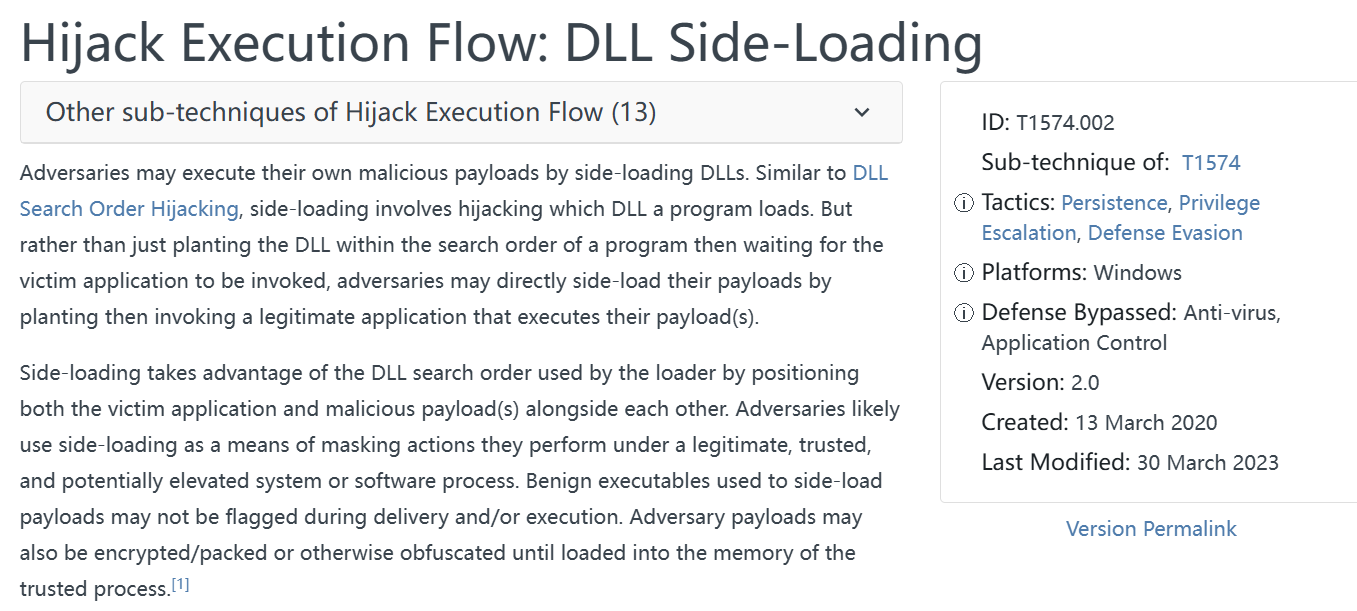 Hijack Execution Flow: DLL Side-Loading
Other sub-techniques of Hijack Execution Flow (13)
Adversaries may execute their own malicious payloads by side-loading DLLs. Similar to DLL
Search Order Hijacking, side-loading involves hijacking which DLL a program loads. But
rather than just planting the DLL within the search order of a program then waiting for the
victim application to be invoked, adversaries may directly side-load their payloads by
planting then invoking a legitimate application that executes their payload(s).
Side-loading takes advantage of the DLL search order used by the loader by positioning
both the victim application and malicious payload(s) alongside each other. Adversaries likely
use side-loading as a means of masking actions they perform under a legitimate, trusted,
and potentially elevated system or software process. Benign executables used to side-load
payloads may not be flagged during delivery and/or execution. Adversary payloads may
also be encrypted/packed or otherwise obfuscated until loaded into the memory of the
trusted process.[1]
ID: T1574.002
Sub-technique of: T1574
Tactics: Persistence, Privilege
Escalation, Defense Evasion
Platforms: Windows
Defense Bypassed: Anti-virus,
Application Control
Version: 2.0
Created: 13 March 2020
Last Modified: 30 March 2023
Version Permalink